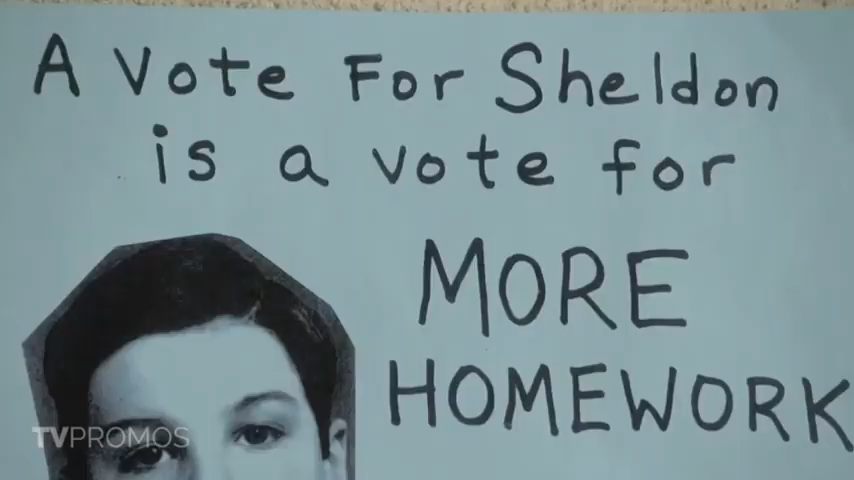 A Vote For Sheldon
is a vote for
MORE
HOMEWORK
TVPROMOS